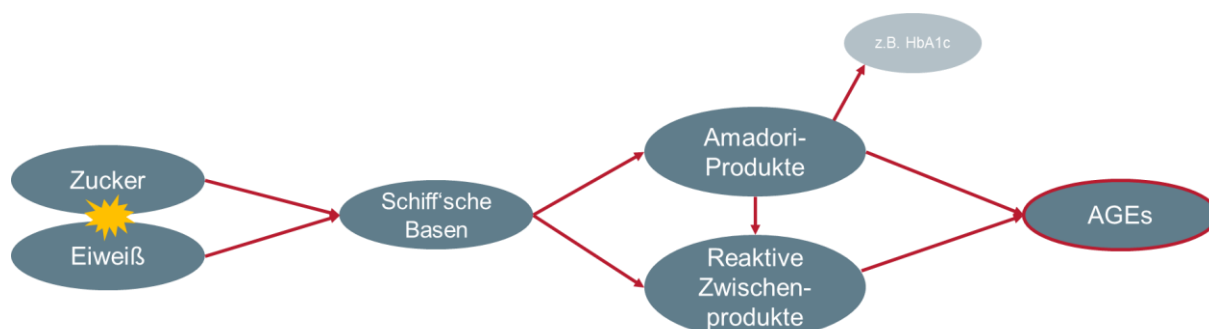 Zucker
Eiweiß
Schiff'sche
Basen
Amadori-
Produkte
z.B. HbA1c
Reaktive
Zwischen-
produkte
AGEs